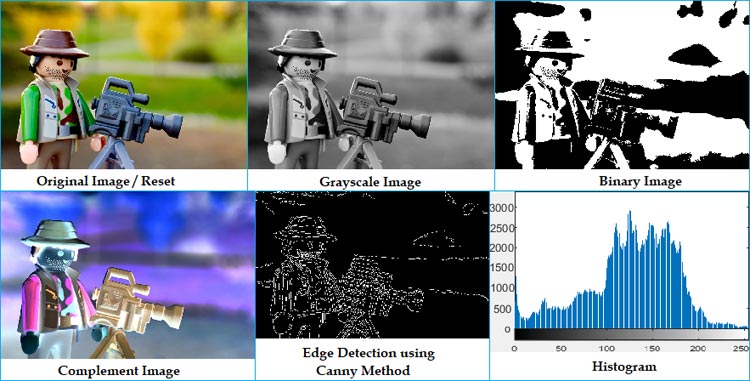 Original Image / Reset
Grayscale Image
Binary Image
Complement Image
Edge Detection using
Canny Method
3000
2500
2000
1500
1000
500
0
0 50 100 150 200 250
Histogram